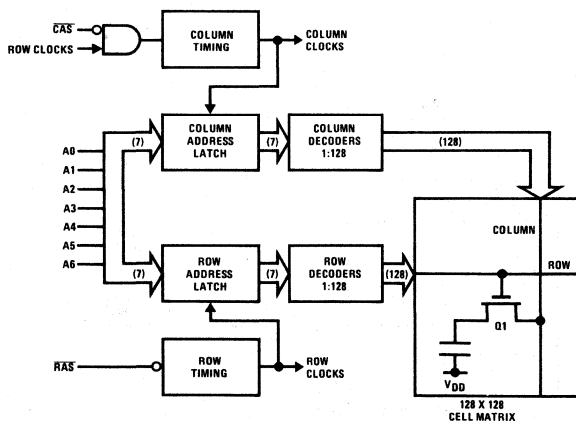 CAS
ROW CLOCKS
COLUMN
TIMING
COLUMN
CLOCKS
A0
A1
A2
A3
A4
A5
A6
(7)
COLUMN
ADDRESS
LATCH
(7)
COLUMN
DECODERS
1:128
(128)
(7)
ROW
ADDRESS
LATCH
(7)
ROW
DECODERS
1:128
(128)
COLUMN
ROW
Q1
VDD
128 X 128
CELL MATRIX
RAS
ROW
TIMING
ROW
CLOCKS